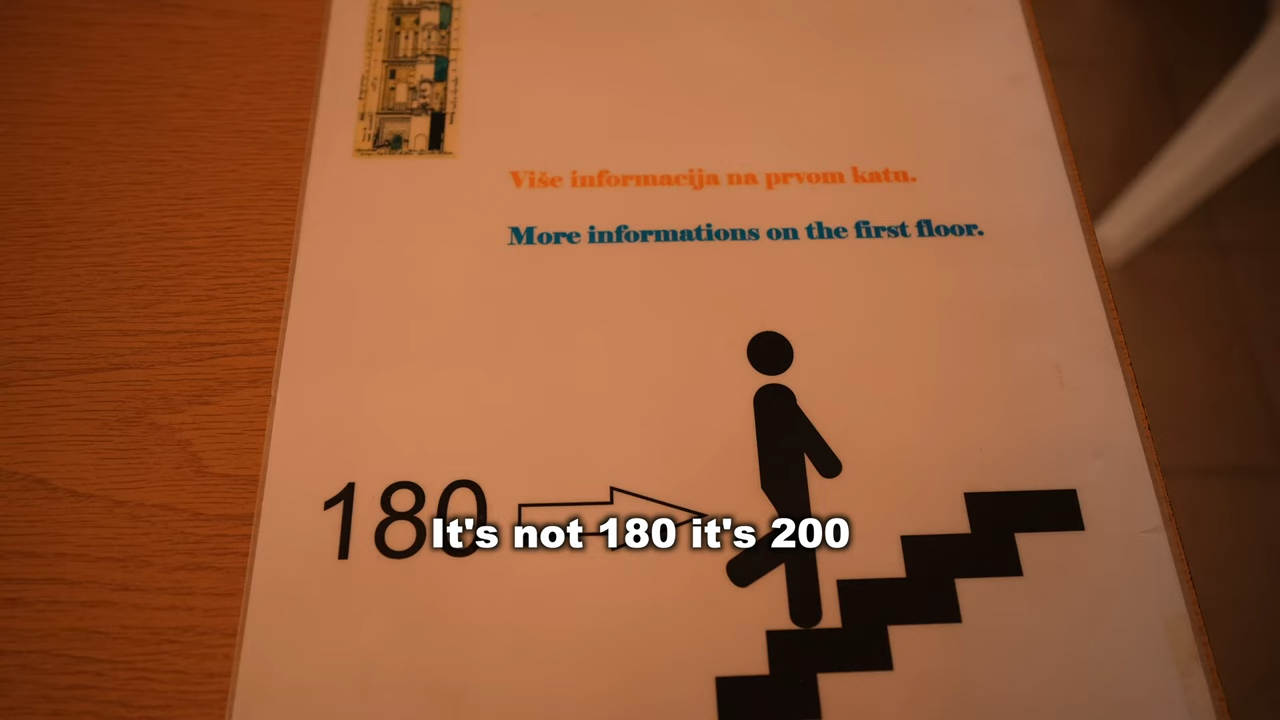 Više informacija na prvom katu.
More informations on the first floor.
180
It's not 180 it's 200